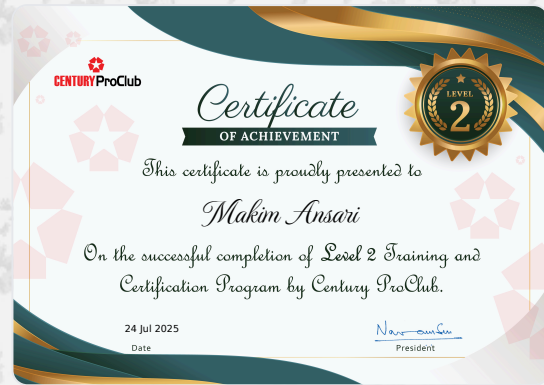 CENTURY ProClub
Certificate
OF ACHIEVEMENT
LEVEL
2
This certificate is proudly presented to
Makim Ansari
On the successful completion of Level 2 Training and
Certification Program by Century ProClub.
24 Jul 2025
Date
President